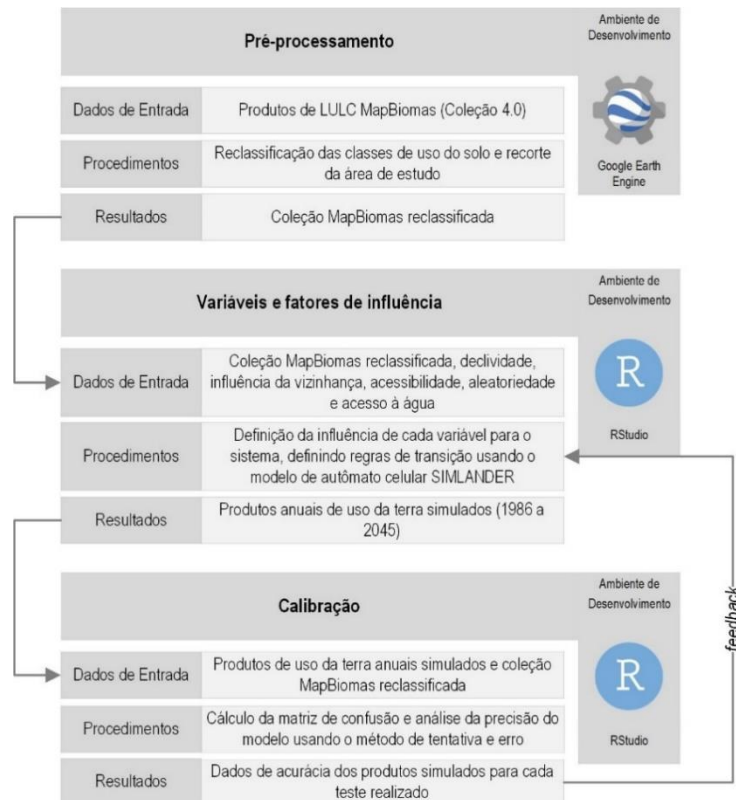 Pré-processamento
Ambiente de
Desenvolvimento
Dados de Entrada
Produtos de LULC MapBiomas (Coleção 4.0)
Procedimentos
Reclassificação das classes de uso do solo e recorte
da área de estudo
Google Earth
Engine
Resultados
Coleção MapBiomas reclassificada
Variáveis e fatores de influência
Ambiente de
Desenvolvimento
Dados de Entrada
Coleção MapBiomas reclassificada, declividade,
influência da vizinhança, acessibilidade, aleatoriedade
e acesso à água
R
RStudio
Procedimentos
Definição da influência de cada variável para o
sistema, definindo regras de transição usando o
modelo de autômato celular SIMLANDER
Resultados
Produtos anuais de uso da terra simulados (1986 a
2045)
Calibração
Ambiente de
Desenvolvimento
feedback
Dados de Entrada
Produtos de uso da terra anuais simulados e coleção
MapBiomas reclassificada
R
RStudio
Procedimentos
Cálculo da matriz de confusão e análise da precisão do
modelo usando o método de tentativa e erro
Resultados
Dados de acurácia dos produtos simulados para cada
teste realizado